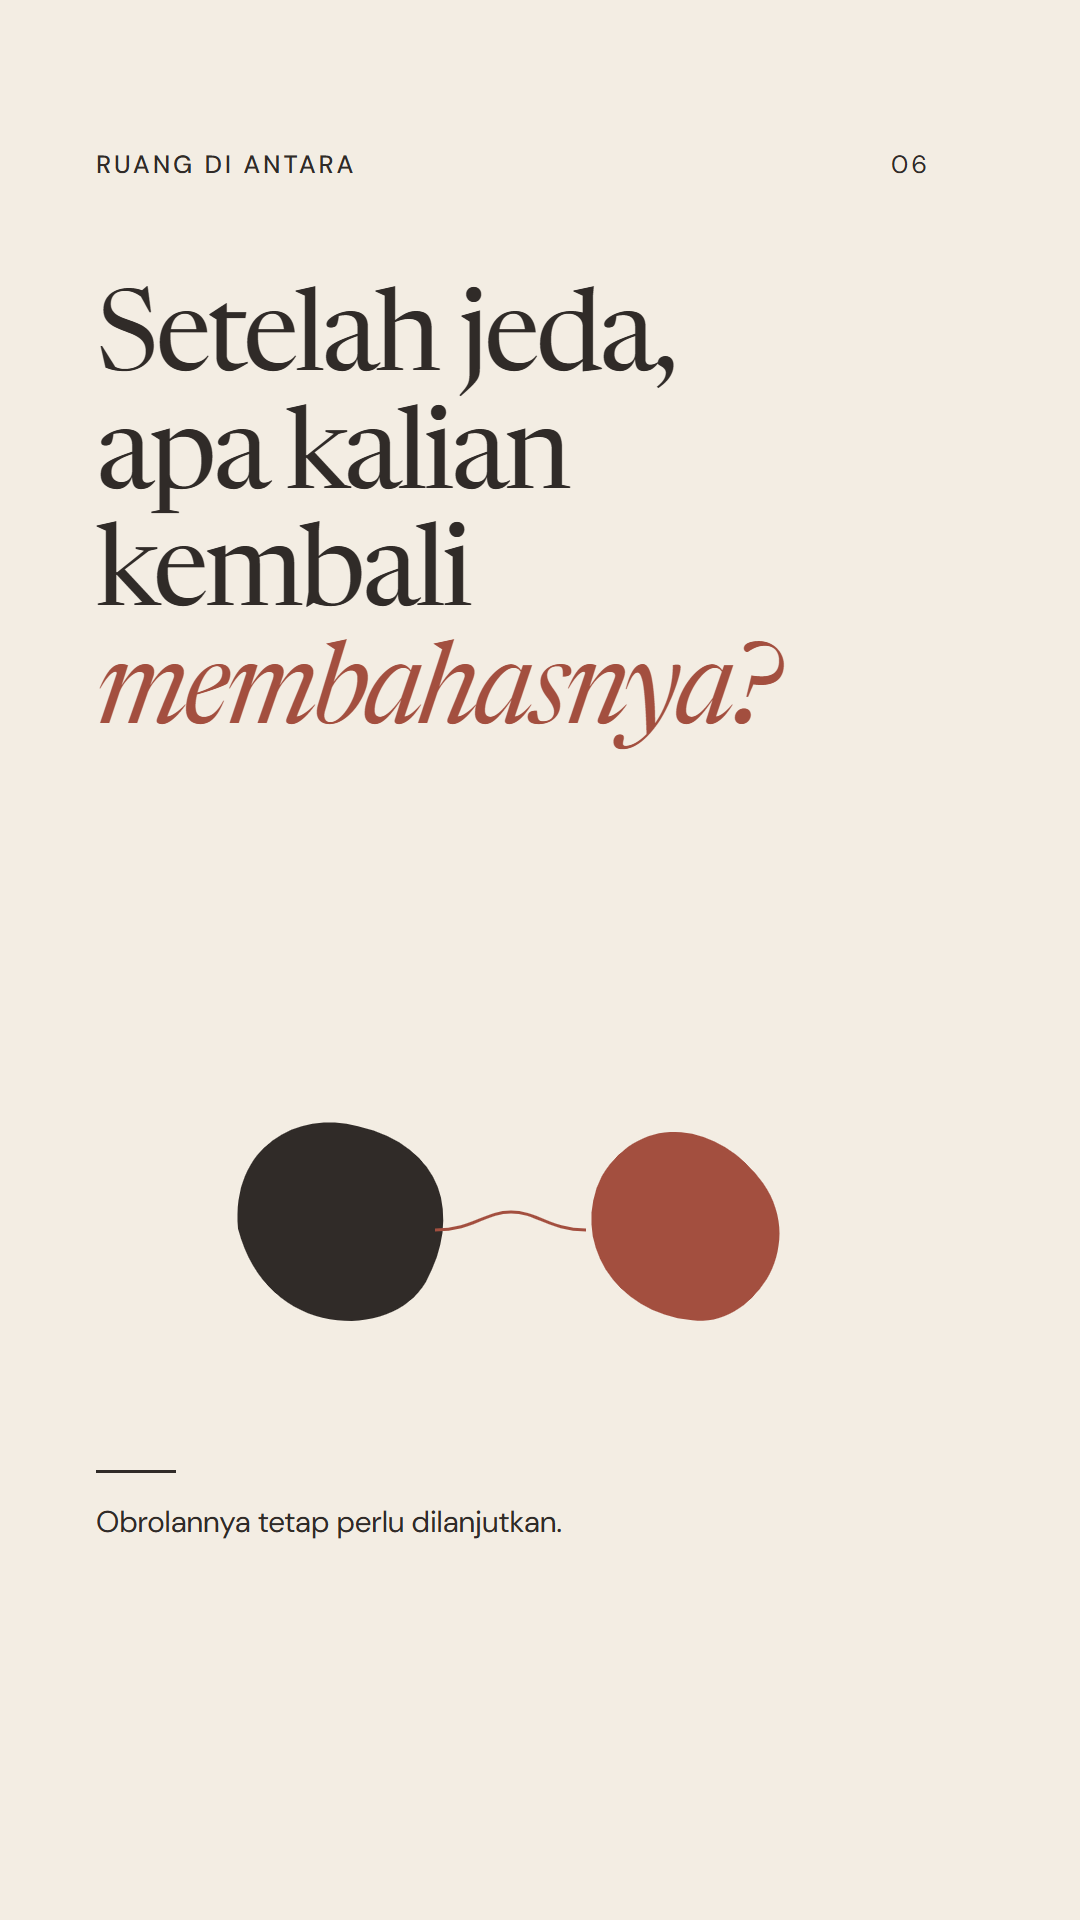 RUANG DI ANTARA
06
Setelah jeda,
apa kalian
kembali
membahasnya?
Obrolannya tetap perlu dilanjutkan.